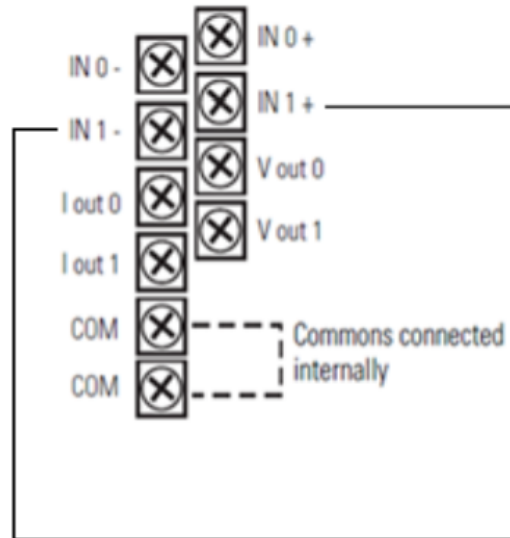 IN 0 +
IN 0 -
IN 1 +
IN 1 -
V out 0
I out 0
V out 1
I out 1
COM
Commons connected
internally
COM